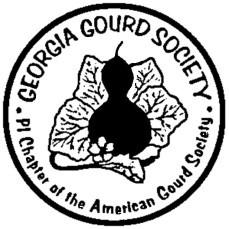 GEORGIA GOURD SOCIETY
PI Chapter of the American Gourd Society